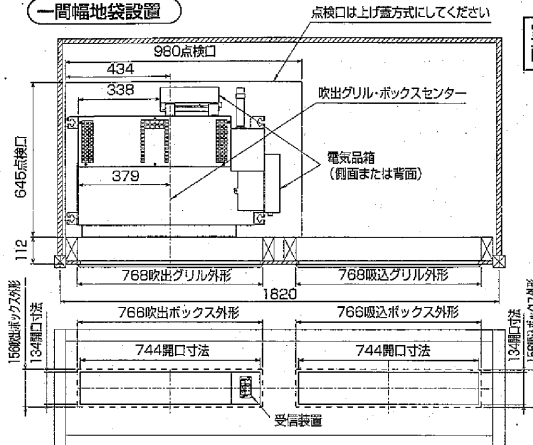 一間幅地袋設置
点検口は上げ蓋方式にしてください
980点検口
434
338
吹出グリル・ボックスセンター
645点検口
電気品箱
(側面または背面)
379
112
768吹出グリル外形
768吸込グリル外形
1820
766吹出ボックス外形
766吸込ボックス外形
156吹出ボックス外形
134開口寸法
744開口寸法
744開口寸法
134開口寸法
受信装置